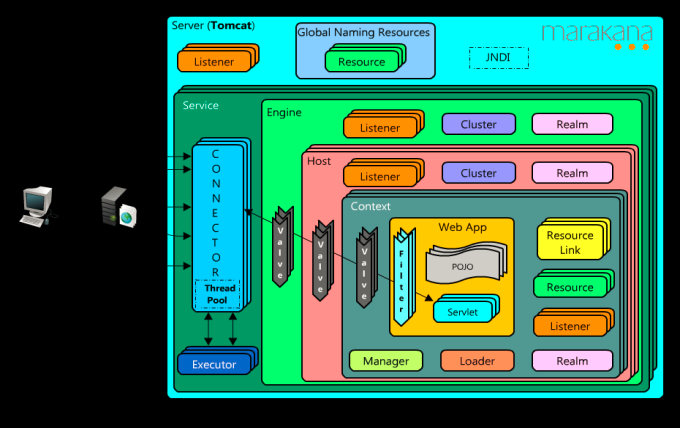 Server (Tomcat)
Global Naming Resources
marakana
Listener
Resource
JNDI
Service
Engine
Listener
Cluster
Realm
Host
Listener
Cluster
Realm
CONNECTOR
Thread
Pool
Context
Valve
Valve
Valve
Filter
Web App
POJO
Servlet
Resource
Link
Resource
Listener
Executor
Manager
Loader
Realm